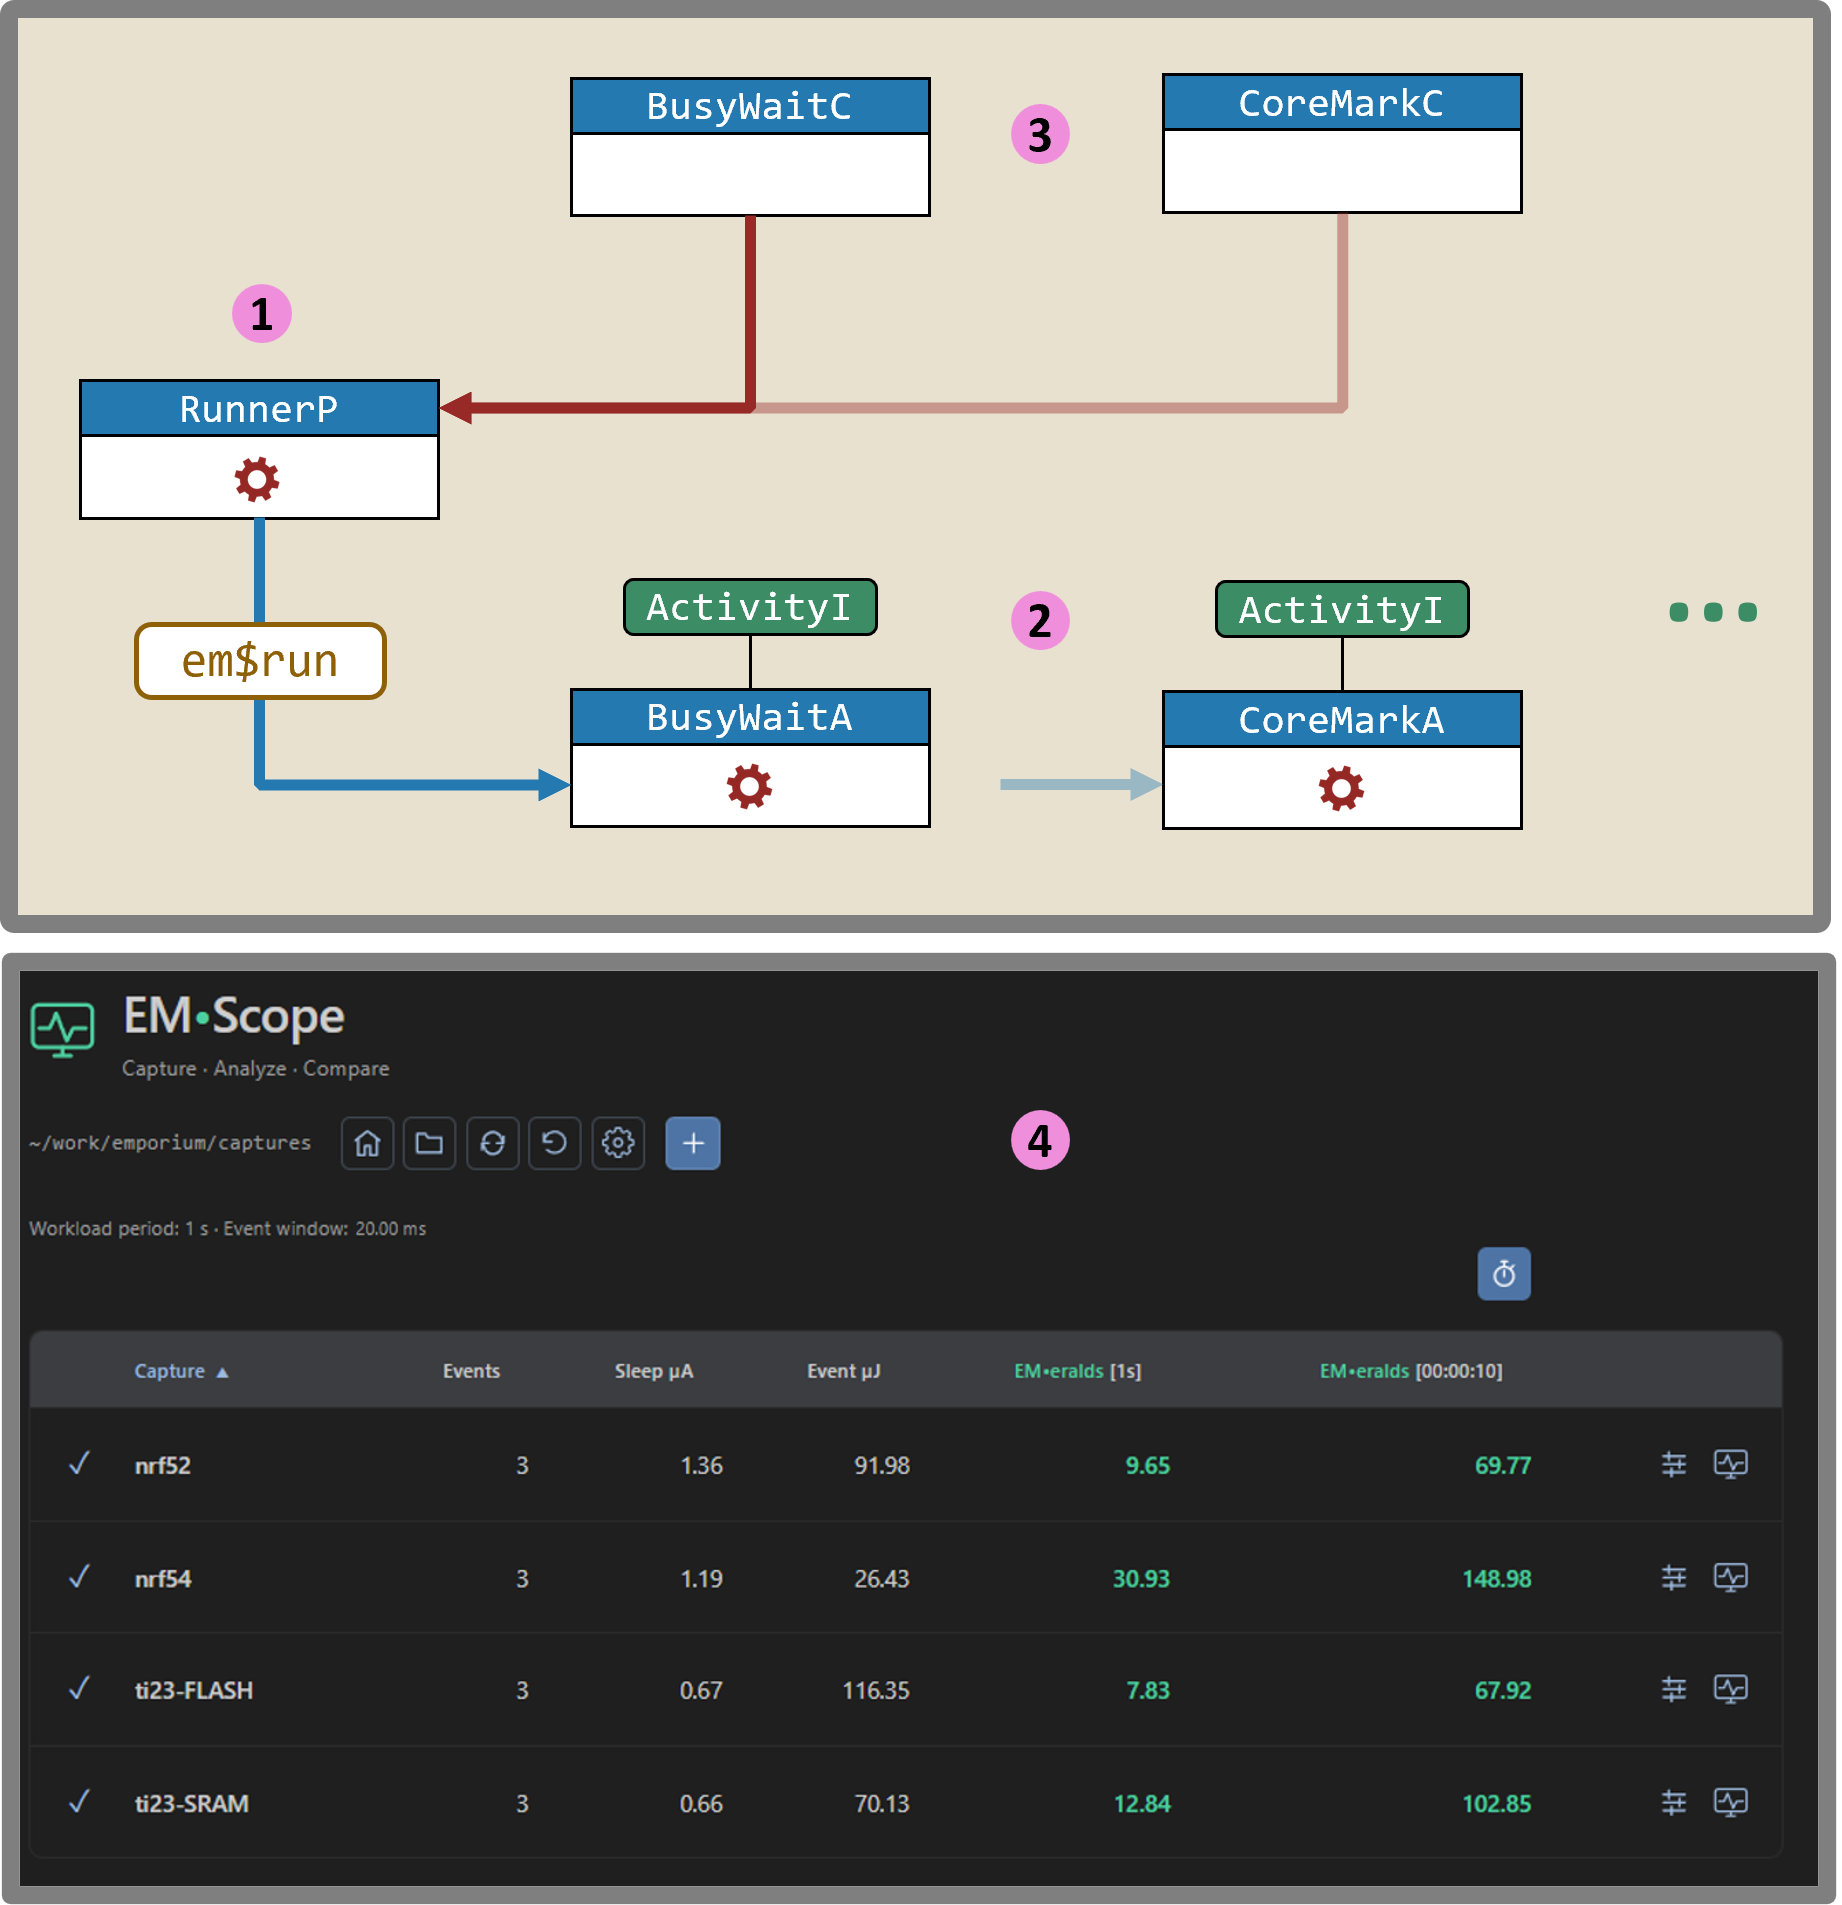 BusyWaitC
3
CoreMarkC
1
RunnerP
ActivityI
2
ActivityI
em$run
BusyWaitA
CoreMarkA
EM•Scope
Capture · Analyze · Compare
~/work/emporium/captures
4
Workload period: 1 s · Event window: 20.00 ms
Capture ▲ Events Sleep µA Event µJ EM•eralds [1s] EM•eralds [00:00:10]
nrf52 3 1.36 91.98 9.65 69.77
nrf54 3 1.19 26.43 30.93 148.98
ti23-FLASH 3 0.67 116.35 7.83 67.92
ti23-SRAM 3 0.66 70.13 12.84 102.85